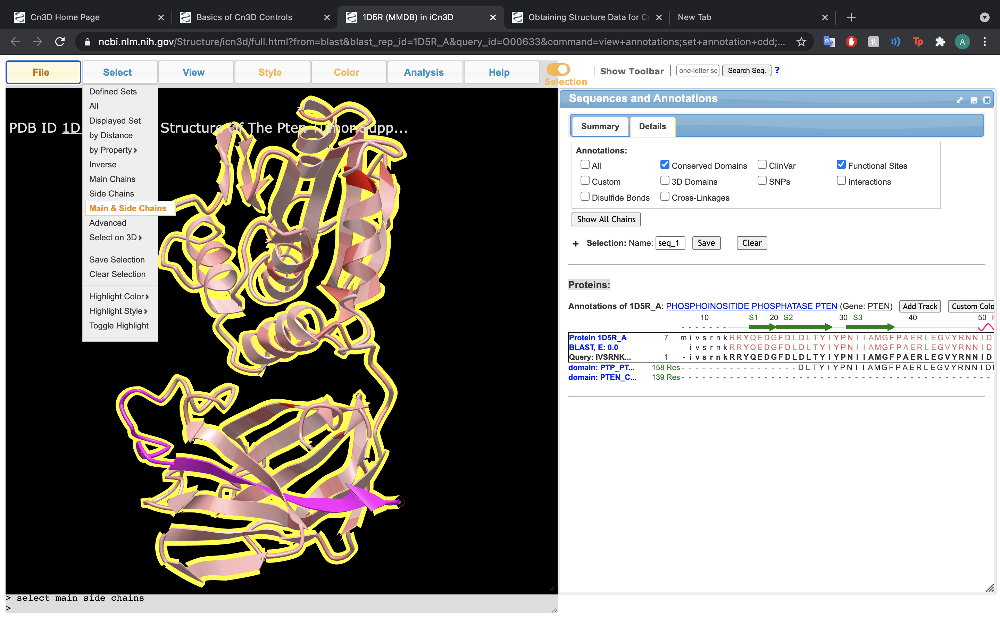 Cn3D Home Page
Basics of Cn3D Controls
1D5R (MMDB) in iCn3D
Obtaining Structure Data for
New Tab
ncbi.nlm.nih.gov/Structure/icn3d/full.html?from=blast&blast_rep_id=1D5R_A&query_id=O00633&command=view+annotations;set+annotation+cdd;...
A
File
Select
View
Style
Color
Analysis
Help
Selection
Show Toolbar
one-letter se
Search Seq.
?
Defined Sets
All
Displayed Set
by Distance
by Property
Inverse
Main Chains
Side Chains
Main & Side Chains
Advanced
Select on 3D
Save Selection
Clear Selection
Highlight Color
Highlight Style
Toggle Highlight
PDB ID 1D Structure Of The Pten Tumor Supp...
> select main side chains
>
Sequences and Annotations
Summary
Details
Annotations:
All
Conserved Domains
ClinVar
Functional Sites
Custom
3D Domains
SNPs
Interactions
Disulfide Bonds
Cross-Linkages
Show All Chains
+ Selection: Name: seq_1 Save Clear
Proteins:
Annotations of 1D5R_A: PHOSPHOINOSITIDE PHOSPHATASE PTEN (Gene: PTEN) Add Track Custom Colo
10 S1 20 S2 30 S3 40 50
- - - - - - -
Protein 1D5R_A 7 mivsrnkRRYQEDGFDLDLTYIYPNIIAMGFPAERLEGVYRNNID
BLAST, E: 0.0 ivsrnkRRYQEDGFDLDLTYIYPNIIAMGFPAERLEGVYRNNID
Query: IVSRNK... 1 -ivsrnkRRYQEDGFDLDLTYIYPNIIAMGFPAERLEGVYRNNID
domain: PTP_PT... 158 Res - - - - - - - - - - - - - - - - - DLTYIYPNIIAMGFPAERLEGVYRNNID
domain: PTEN_C... 139 Res - - - - - - - - - - - - - - - - - - - - - - - - - - - - - - - - - - - - - - - - - - - - -